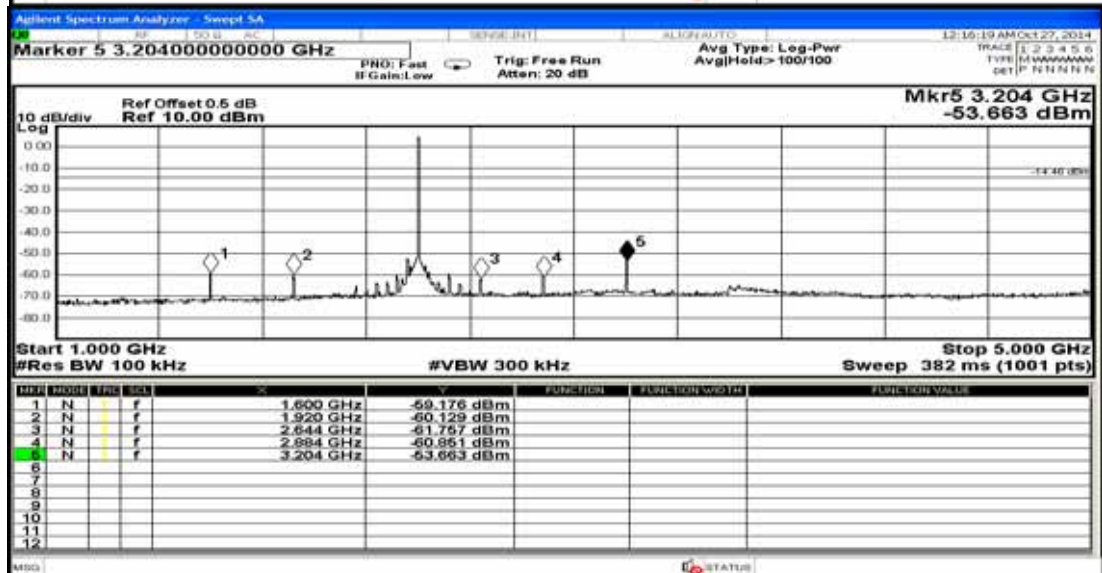 Agilent Spectrum Analyzer - Swept SA
RF 50 Ω AC SENSE:INT ALIGN AUTO 12:16:19 AM Oct 27, 2014
Marker 5 3.204000000000 GHz
PNO: Fast
IFGain:Low
Trig: Free Run
Atten: 20 dB
Avg Type: Log-Pwr
Avg|Hold:> 100/100
TRACE 1 2 3 4 5 6
TYPE M WWWWW
DET P N N N N N
Ref Offset 0.5 dB
10 dB/div Ref 10.00 dBm
Mkr5 3.204 GHz
-53.663 dBm
Log
0.00
-10.0
-14.46 dBm
-20.0
-30.0
-40.0
-50.0
-60.0
-70.0
-80.0
1
2
3
4
5
Start 1.000 GHz Stop 5.000 GHz
#Res BW 100 kHz #VBW 300 kHz Sweep 382 ms (1001 pts)
MKR MODE TRC SCL X Y FUNCTION FUNCTION WIDTH FUNCTION VALUE
1 N f 1.600 GHz -59.176 dBm
2 N f 1.920 GHz -60.129 dBm
3 N f 2.644 GHz -61.757 dBm
4 N f 2.884 GHz -60.851 dBm
5 N f 3.204 GHz -53.663 dBm
6
7
8
9
10
11
12
MSG STATUS